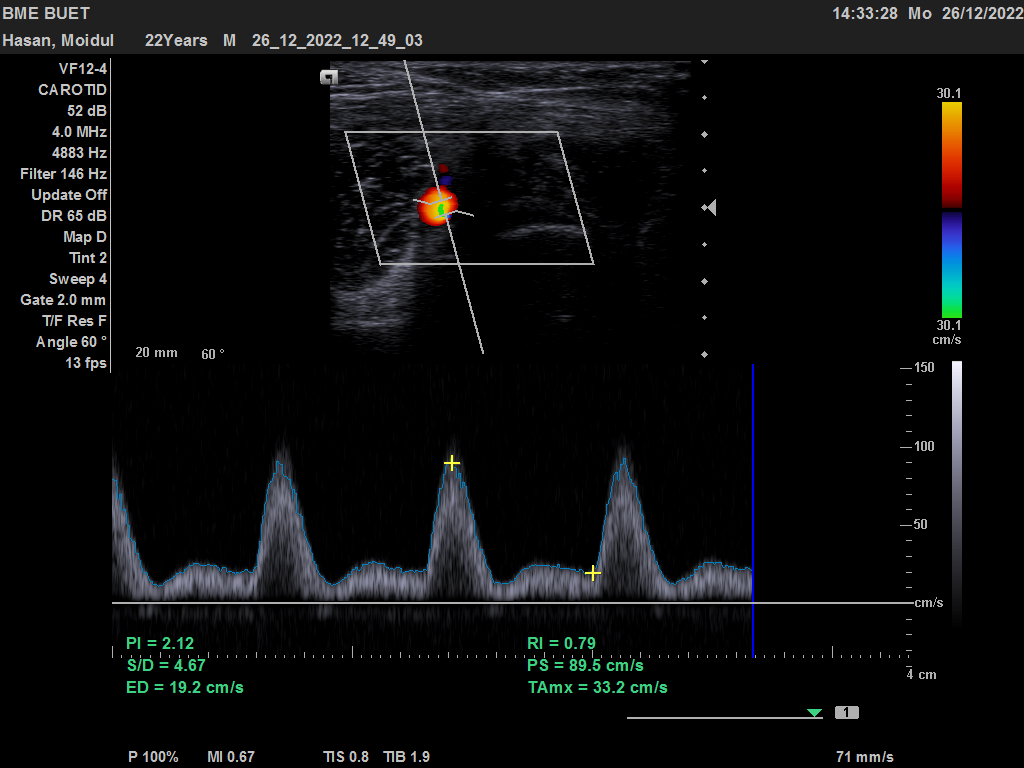 BME BUET 14:33:28 Mo 26/12/2022
Hasan, Moidul 22Years M 26_12_2022_12_49_03
VF12-4
CAROTID
52 dB
4.0 MHz
4883 Hz
Filter 146 Hz
Update Off
DR 65 dB
Map D
Tint 2
Sweep 4
Gate 2.0 mm
T/F Res F
Angle 60 °
13 fps
20 mm 60 °
30.1
30.1
cm/s
150
100
50
cm/s
4 cm
PI = 2.12 RI = 0.79
S/D = 4.67 PS = 89.5 cm/s
ED = 19.2 cm/s TAmx = 33.2 cm/s
1
P 100% MI 0.67 TIS 0.8 TIB 1.9 71 mm/s